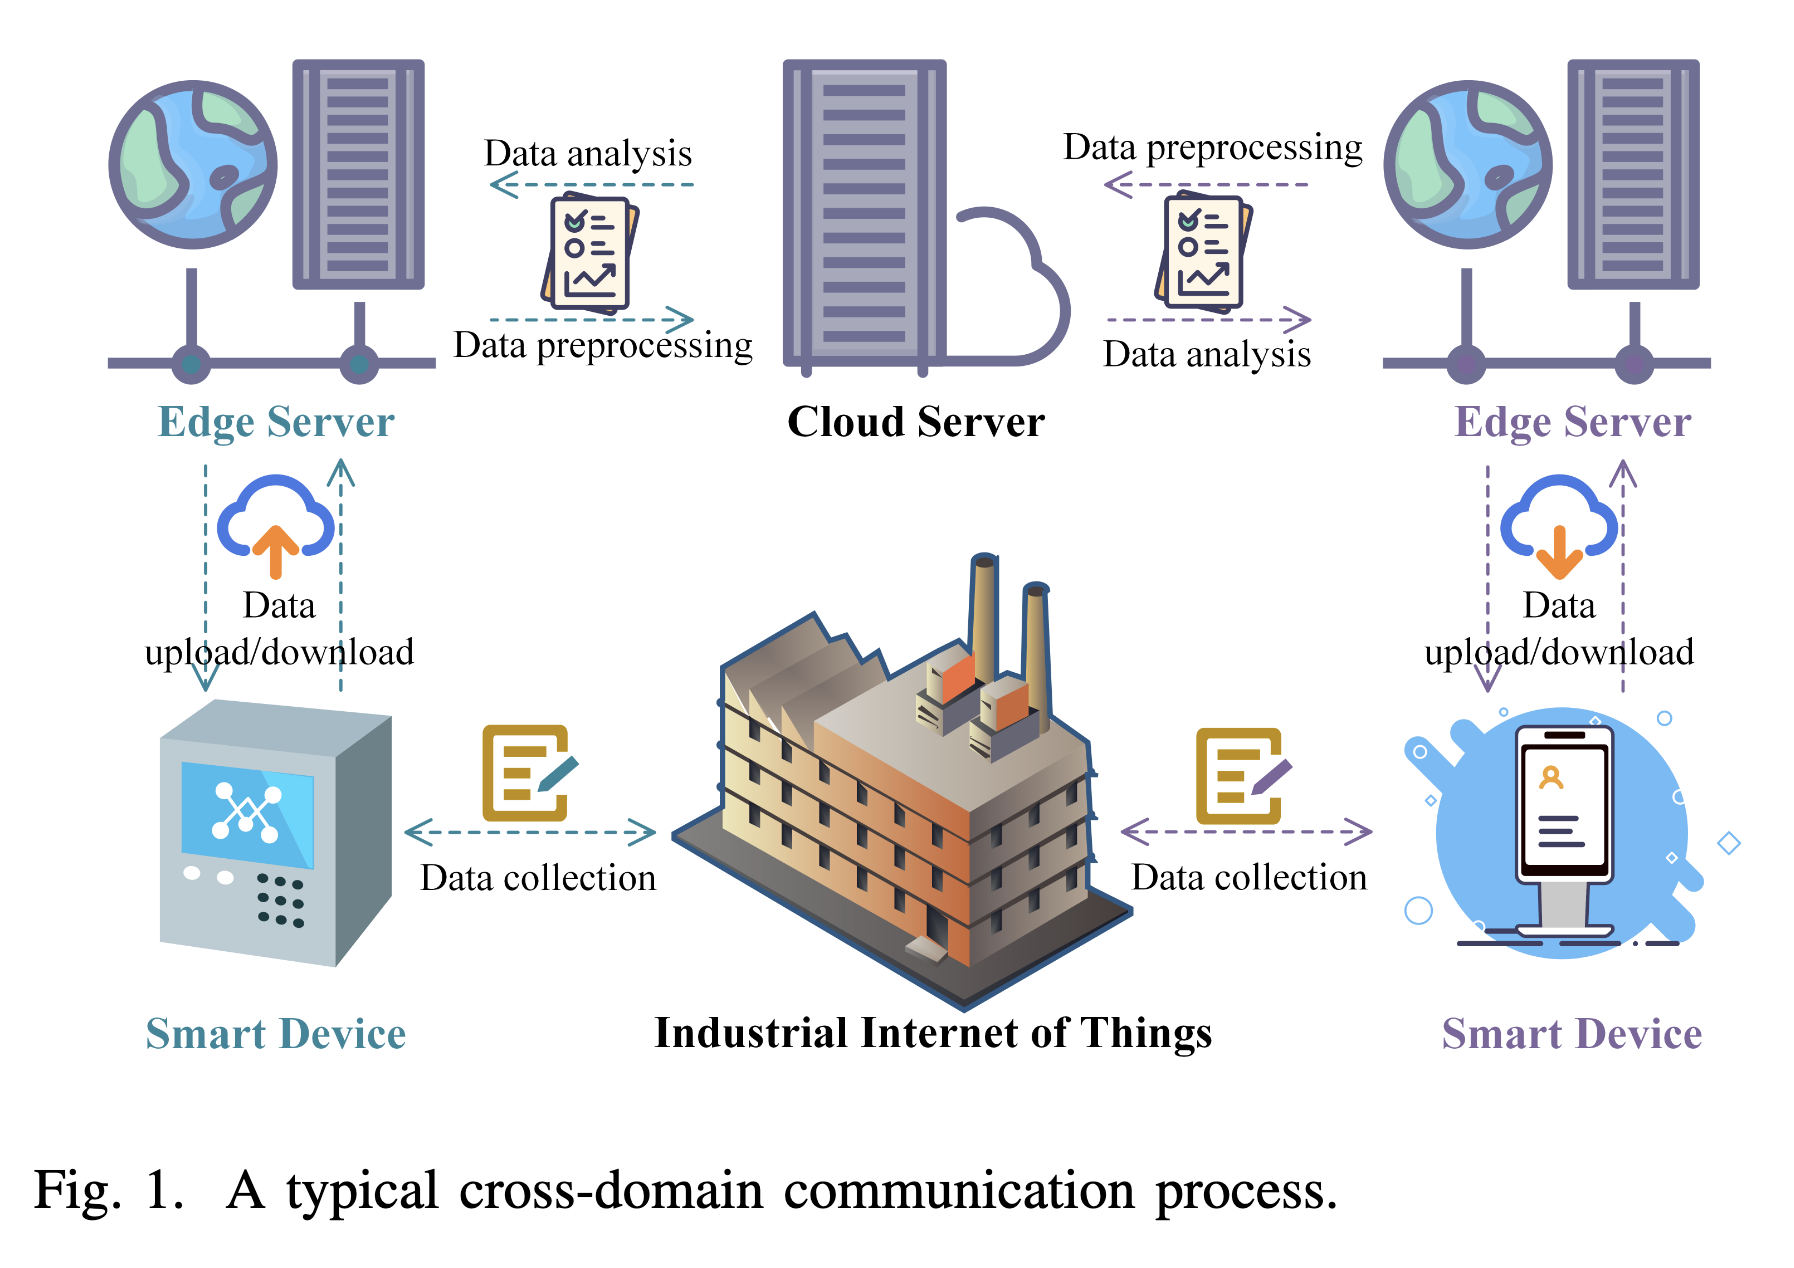 Data analysis
Data preprocessing
Data preprocessing
Data analysis
Edge Server
Cloud Server
Edge Server
Data
upload/download
Data
upload/download
Data collection
Data collection
Smart Device
Industrial Internet of Things
Smart Device
Fig. 1. A typical cross-domain communication process.